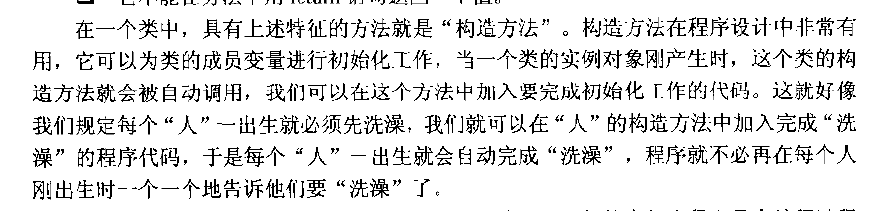 在一个类中，具有上述特征的方法就是“构造方法”。构造方法在程序设计中非常有
用，它可以为类的成员变量进行初始化工作，当一个类的实例对象刚产生时，这个类的构
造方法就会被自动调用，我们可以在这个方法中加入要完成初始化工作的代码。这就好像
我们规定每个“人”一出生就必须先洗澡，我们就可以在“人”的构造方法中加入完成“洗
澡”的程序代码，于是每个“人”一出生就会自动完成“洗澡”，程序就不必再在每个人
刚出生时一个一个地告诉他们要“洗澡”了。